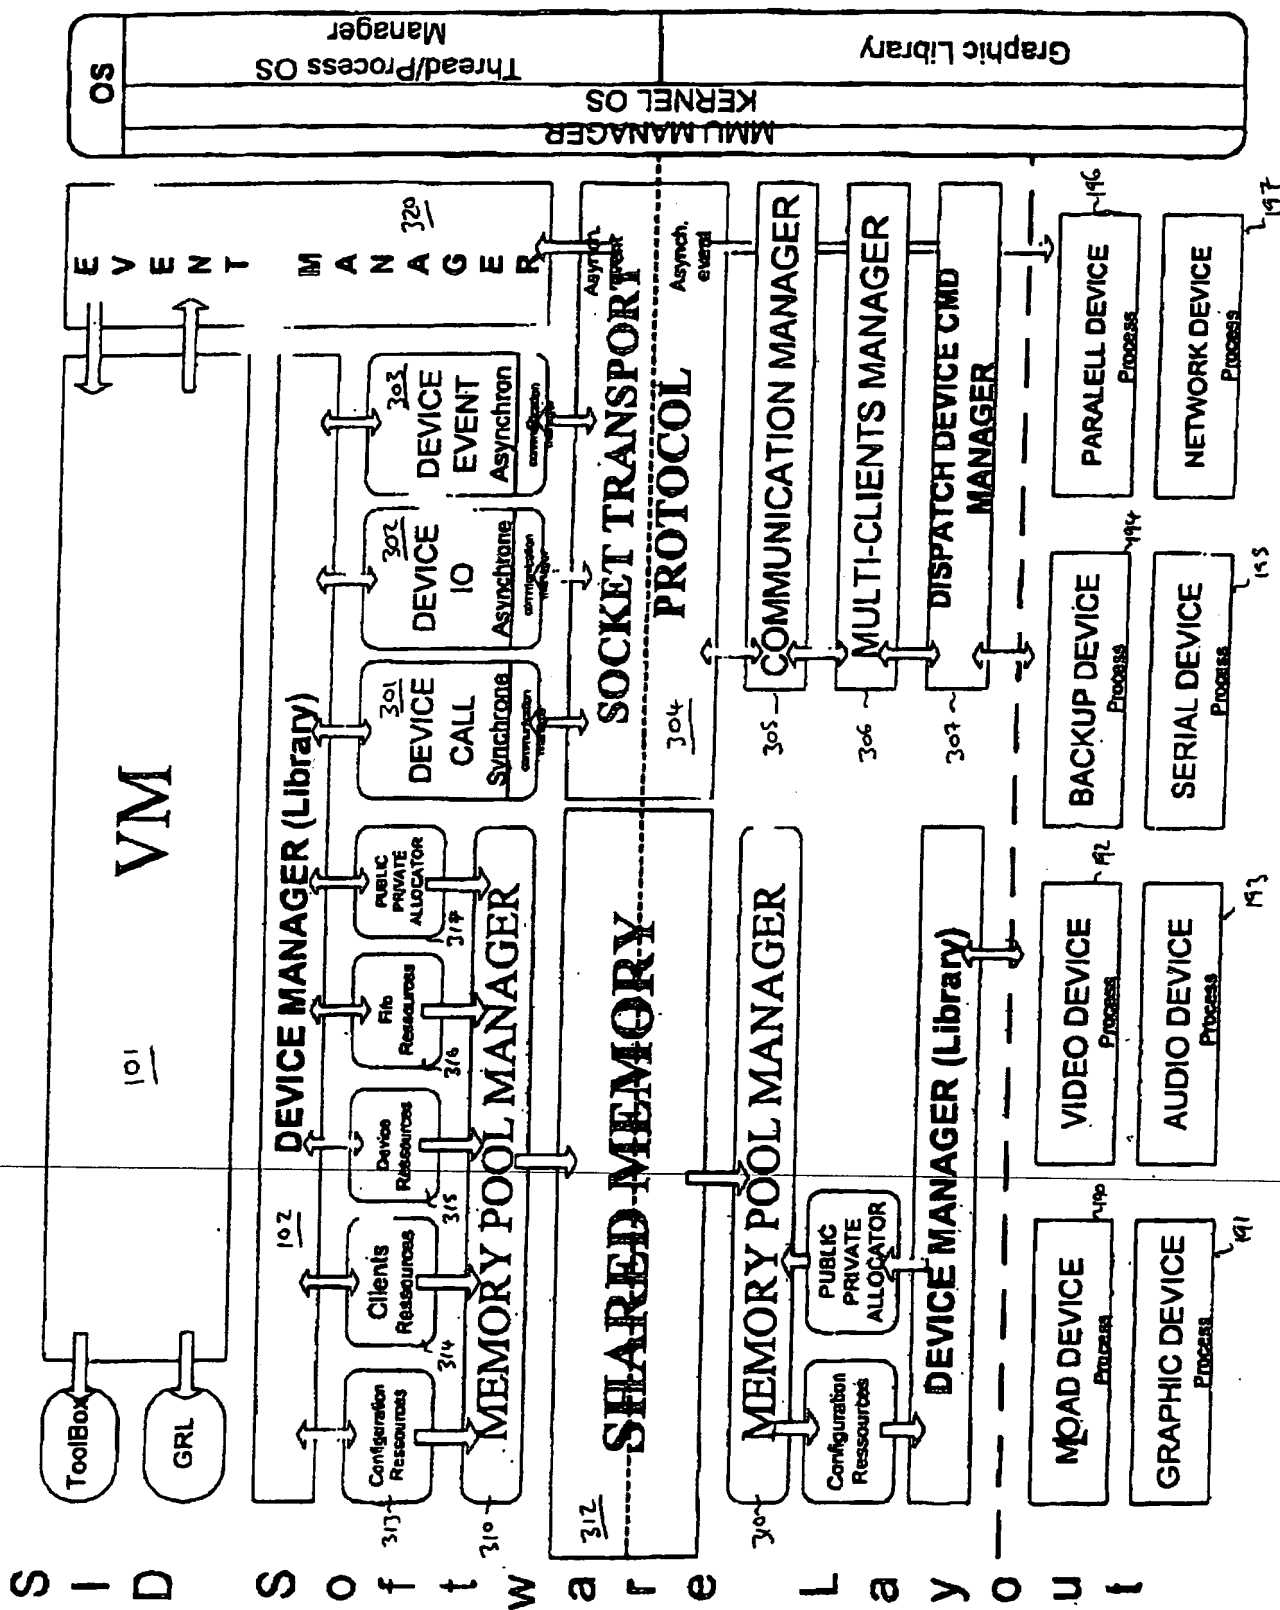 SID Software Layout
ToolBox
GRL
VM
101
EVENT MANAGER
320
DEVICE MANAGER (Library)
102
Configuration
Ressources
313
Clients
Ressources
314
Device
Ressources
315
Fifo
Ressources
316
PUBLIC
PRIVATE
ALLOCATOR
317
301
DEVICE
CALL
Synchrone
communication
302
DEVICE
IO
Asynchrone
communication
303
DEVICE
EVENT
Asynchron
communication
MEMORY POOL MANAGER
310
SHARED MEMORY
312
SOCKET TRANSPORT
PROTOCOL
304
Asynch.
event
Asynch.
event
MEMORY POOL MANAGER
310
Configuration
Ressources
PUBLIC
PRIVATE
ALLOCATOR
DEVICE MANAGER (Library)
COMMUNICATION MANAGER
305
MULTI-CLIENTS MANAGER
306
DISPATCH DEVICE CMD
MANAGER
307
MOAD DEVICE
Process
190
VIDEO DEVICE
Process
192
BACKUP DEVICE
Process
194
PARALELL DEVICE
Process
196
GRAPHIC DEVICE
Process
191
AUDIO DEVICE
Process
193
SERIAL DEVICE
Process
195
NETWORK DEVICE
Process
197
OS
Thread/Process OS
Manager
Graphic Library
KERNEL OS
MMU MANAGER